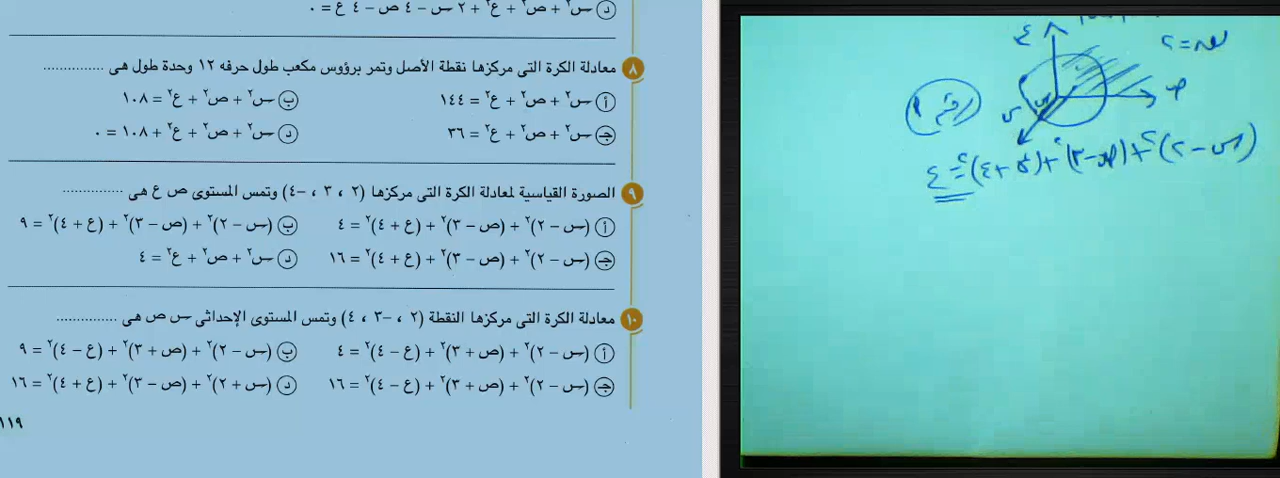 د س٢ + ص٢ + ع٢ + ٢ س − ٤ ص − ٤ ع = ٠
٨ معادلة الكرة التى مركزها نقطة الأصل وتمر برؤوس مكعب طول حرفه ١٢ وحدة طول هى ............
أ س٢ + ص٢ + ع٢ = ١٤٤
ب س٢ + ص٢ + ع٢ = ١٠٨
ج س٢ + ص٢ + ع٢ = ٣٦
د س٢ + ص٢ + ع٢ + ١٠٨ = ٠
٩ الصورة القياسية لمعادلة الكرة التى مركزها (٢ ، ٣ ، −٤) وتمس المستوى ص ع هى ............
أ (س − ٢)٢ + (ص − ٣)٢ + (ع + ٤)٢ = ٤
ب (س − ٢)٢ + (ص − ٣)٢ + (ع + ٤)٢ = ٩
ج (س − ٢)٢ + (ص − ٣)٢ + (ع + ٤)٢ = ١٦
د س٢ + ص٢ + ع٢ = ٤
١٠ معادلة الكرة التى مركزها النقطة (٢ ، −٣ ، ٤) وتمس المستوى الإحداثى س ص هى ............
أ (س − ٢)٢ + (ص + ٣)٢ + (ع − ٤)٢ = ٤
ب (س − ٢)٢ + (ص + ٣)٢ + (ع − ٤)٢ = ٩
ج (س − ٢)٢ + (ص + ٣)٢ + (ع − ٤)٢ = ١٦
د (س + ٢)٢ + (ص − ٣)٢ + (ع + ٤)٢ = ١٦
١١٩
نق = ٢
ع
ص
س
(س − ٢)٢ + (ص − ٣)٢ + (ع + ٤)٢ = ٤